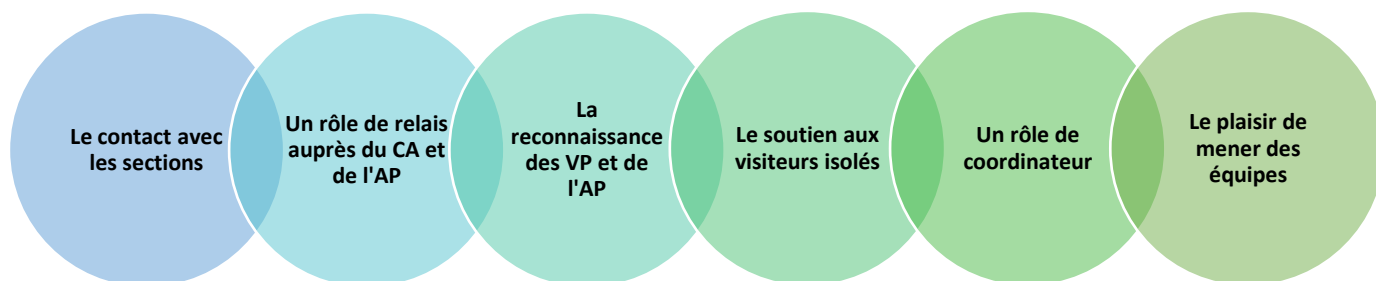 Le contact avec
les sections
Un rôle de relais
auprès du CA et
de l'AP
La
reconnaissance
des VP et de
l'AP
Le soutien aux
visiteurs isolés
Un rôle de
coordinateur
Le plaisir de
mener des
équipes